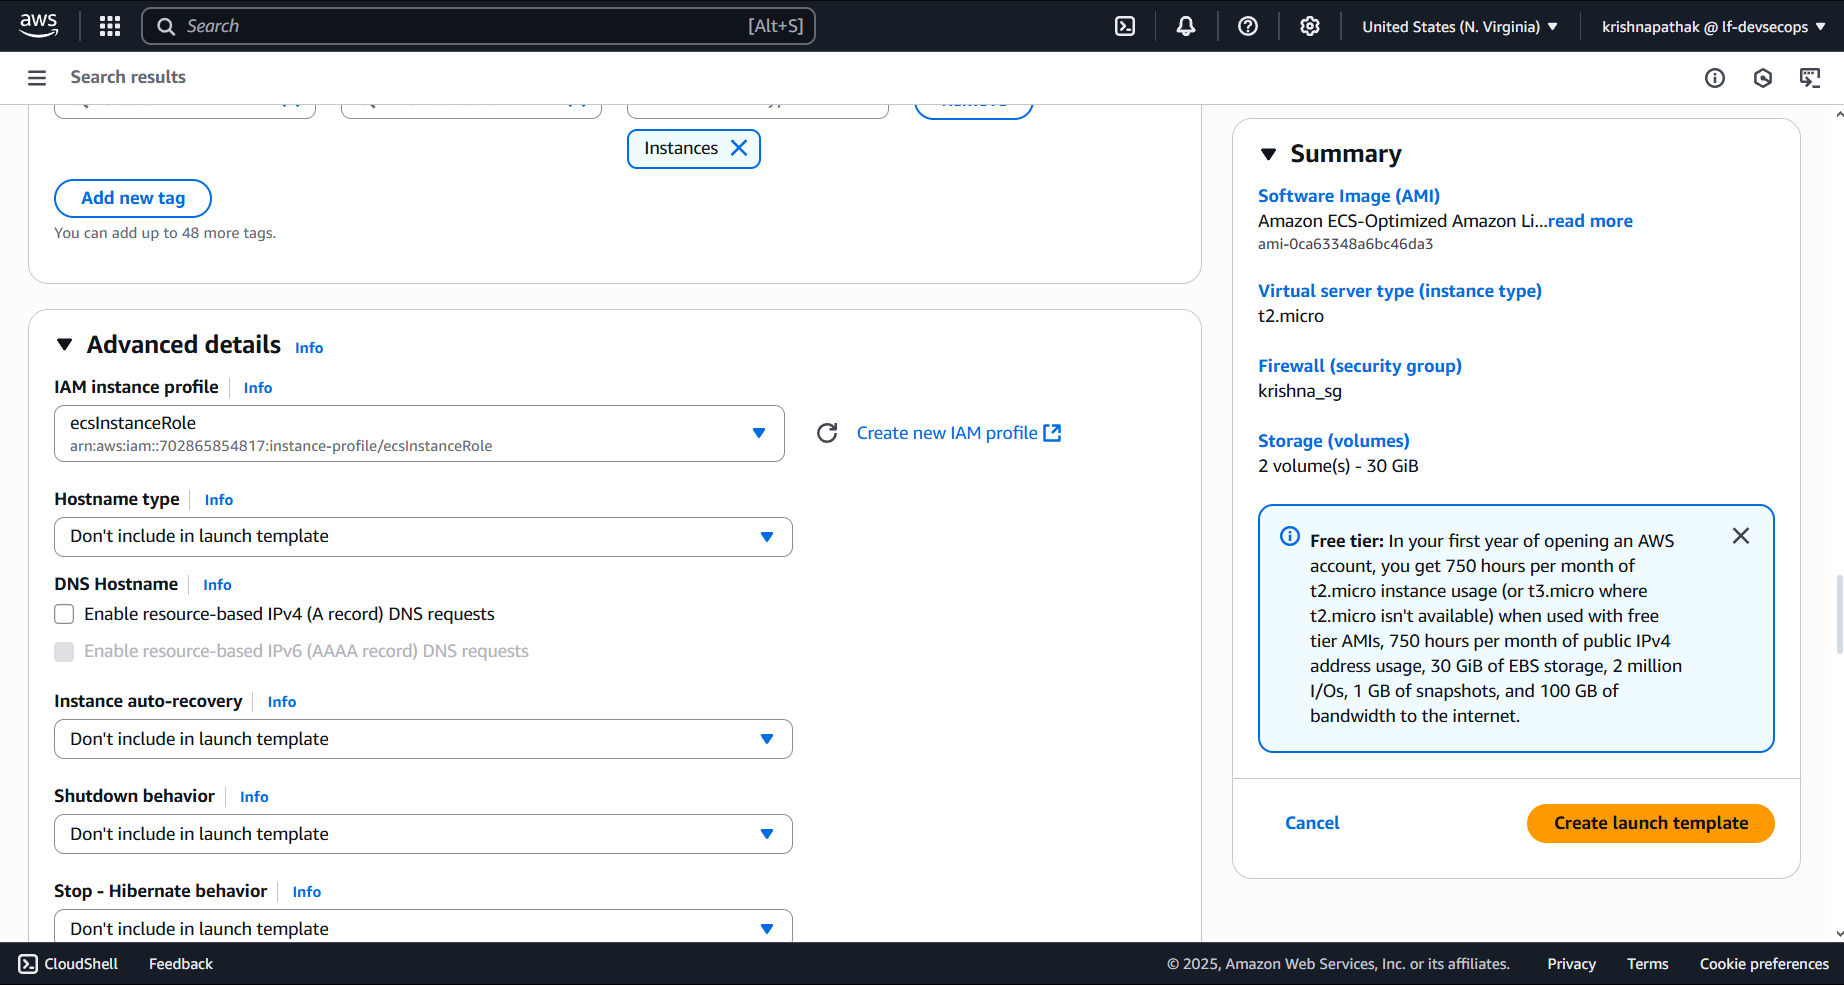 aws
Search
[Alt+S]
United States (N. Virginia)
krishnapathak @ lf-devsecops
Search results
Instances
Add new tag
You can add up to 48 more tags.
Advanced details
Info
IAM instance profile
Info
ecsInstanceRole
arn:aws:iam::702865854817:instance-profile/ecsInstanceRole
Create new IAM profile
Hostname type
Info
Don't include in launch template
DNS Hostname
Info
Enable resource-based IPv4 (A record) DNS requests
Enable resource-based IPv6 (AAAA record) DNS requests
Instance auto-recovery
Info
Don't include in launch template
Shutdown behavior
Info
Don't include in launch template
Stop - Hibernate behavior
Info
Don't include in launch template
Summary
Software Image (AMI)
Amazon ECS-Optimized Amazon Li...read more
ami-0ca63348a6bc46da3
Virtual server type (instance type)
t2.micro
Firewall (security group)
krishna_sg
Storage (volumes)
2 volume(s) - 30 GiB
Free tier: In your first year of opening an AWS
account, you get 750 hours per month of
t2.micro instance usage (or t3.micro where
t2.micro isn't available) when used with free
tier AMIs, 750 hours per month of public IPv4
address usage, 30 GiB of EBS storage, 2 million
I/Os, 1 GB of snapshots, and 100 GB of
bandwidth to the internet.
Cancel
Create launch template
CloudShell
Feedback
© 2025, Amazon Web Services, Inc. or its affiliates.
Privacy
Terms
Cookie preferences